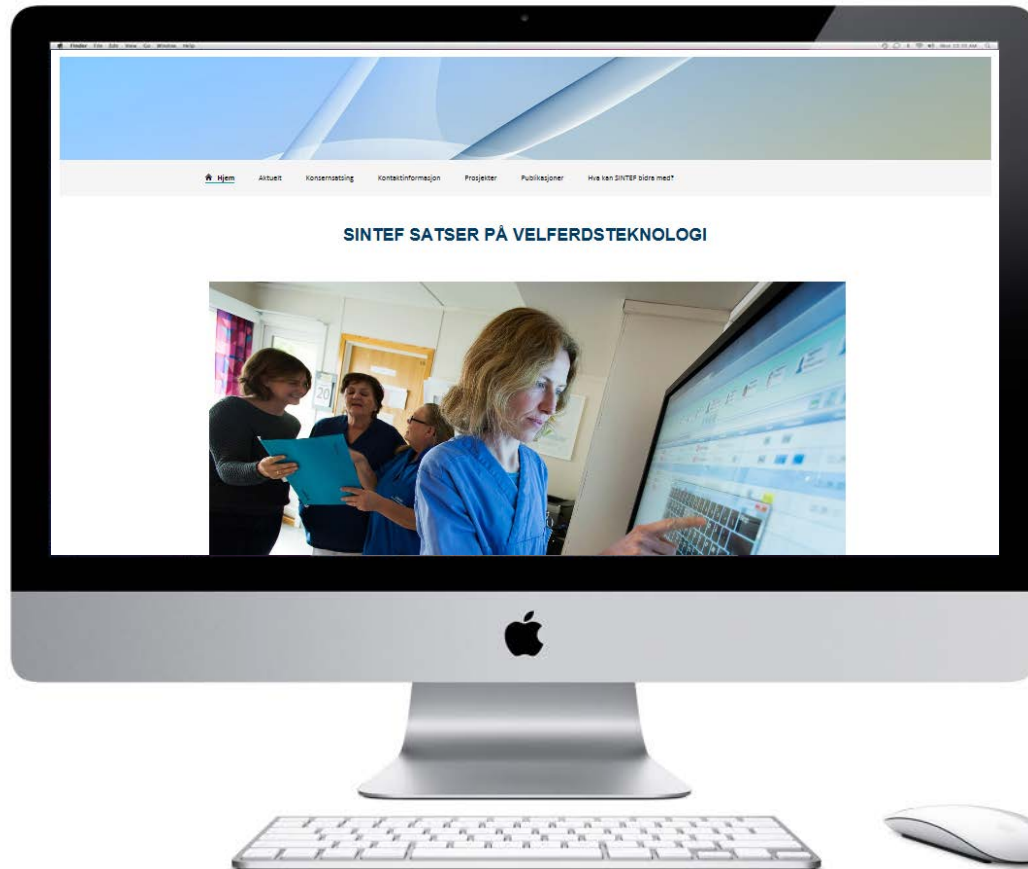 Finder File Edit View Go Window Help
Hjem Aktuelt Konsernsatsing Kontaktinformasjon Prosjekter Publikasjoner Hva kan SINTEF bidra med?
SINTEF SATSER PÅ VELFERDSTEKNOLOGI
20